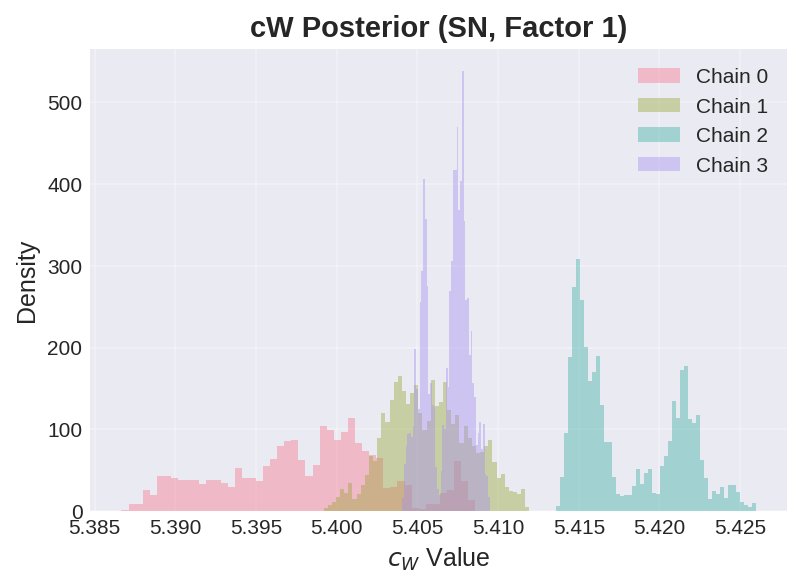 cW Posterior (SN, Factor 1)
Chain 0
Chain 1
Chain 2
Chain 3
500
400
300
200
100
0
Density
5.385 5.390 5.395 5.400 5.405 5.410 5.415 5.420 5.425
c_W Value